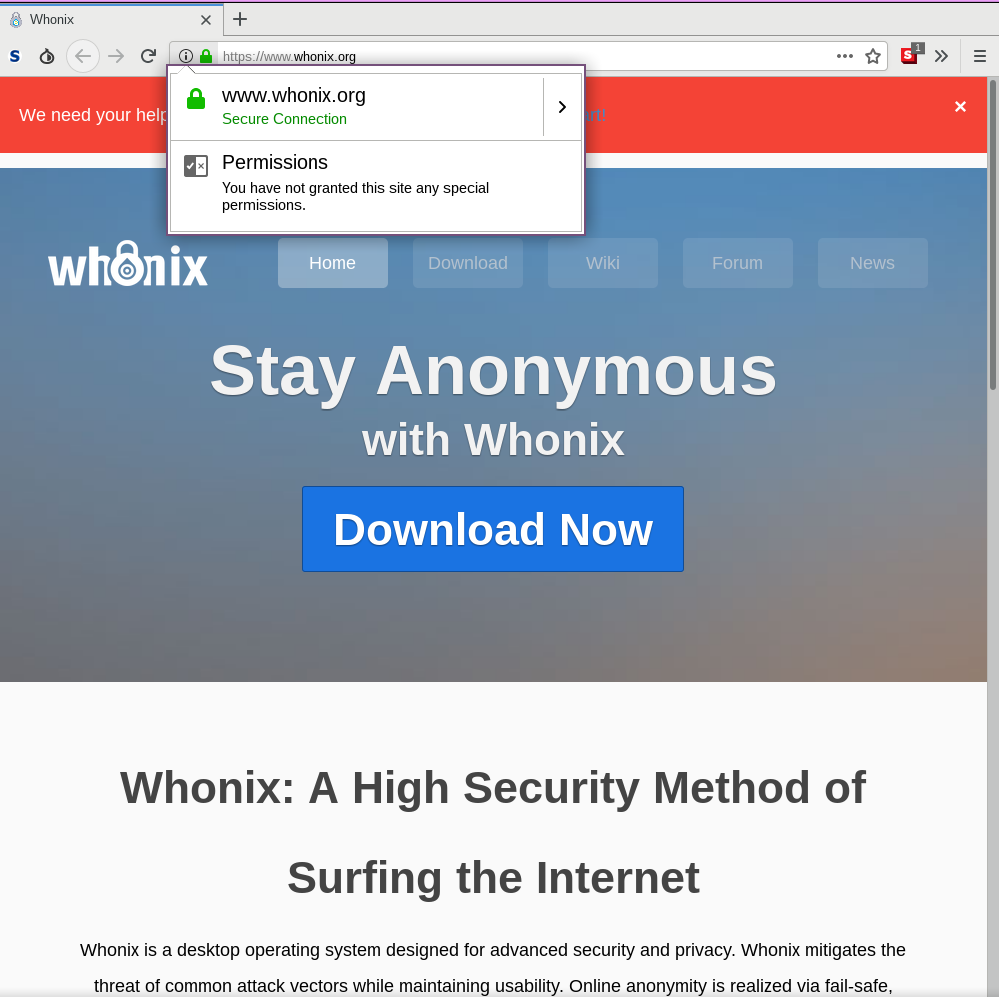 Whonix
S
https://www.whonix.org
S
1
We need your help
www.whonix.org
Secure Connection
Permissions
You have not granted this site any special
permissions.
whonix
Home
Download
Wiki
Forum
News
Stay Anonymous
with Whonix
Download Now
Whonix: A High Security Method of
Surfing the Internet
Whonix is a desktop operating system designed for advanced security and privacy. Whonix mitigates the
threat of common attack vectors while maintaining usability. Online anonymity is realized via fail-safe,